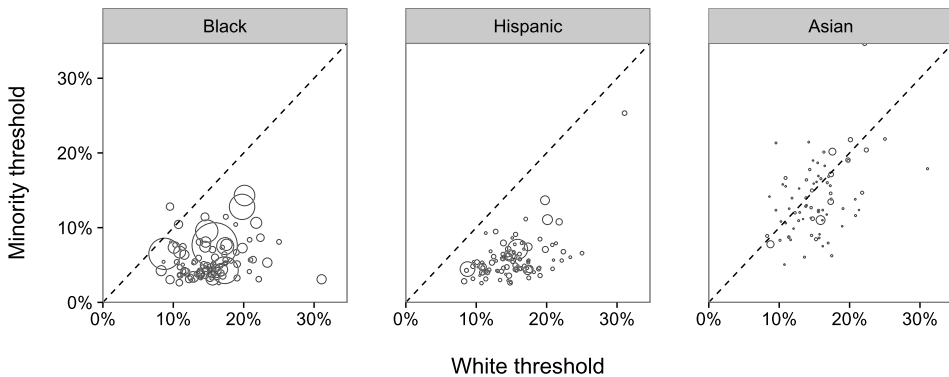 Black Hispanic Asian
Minority threshold
30%
20%
10%
0%
0% 10% 20% 30% 0% 10% 20% 30% 0% 10% 20% 30%
White threshold